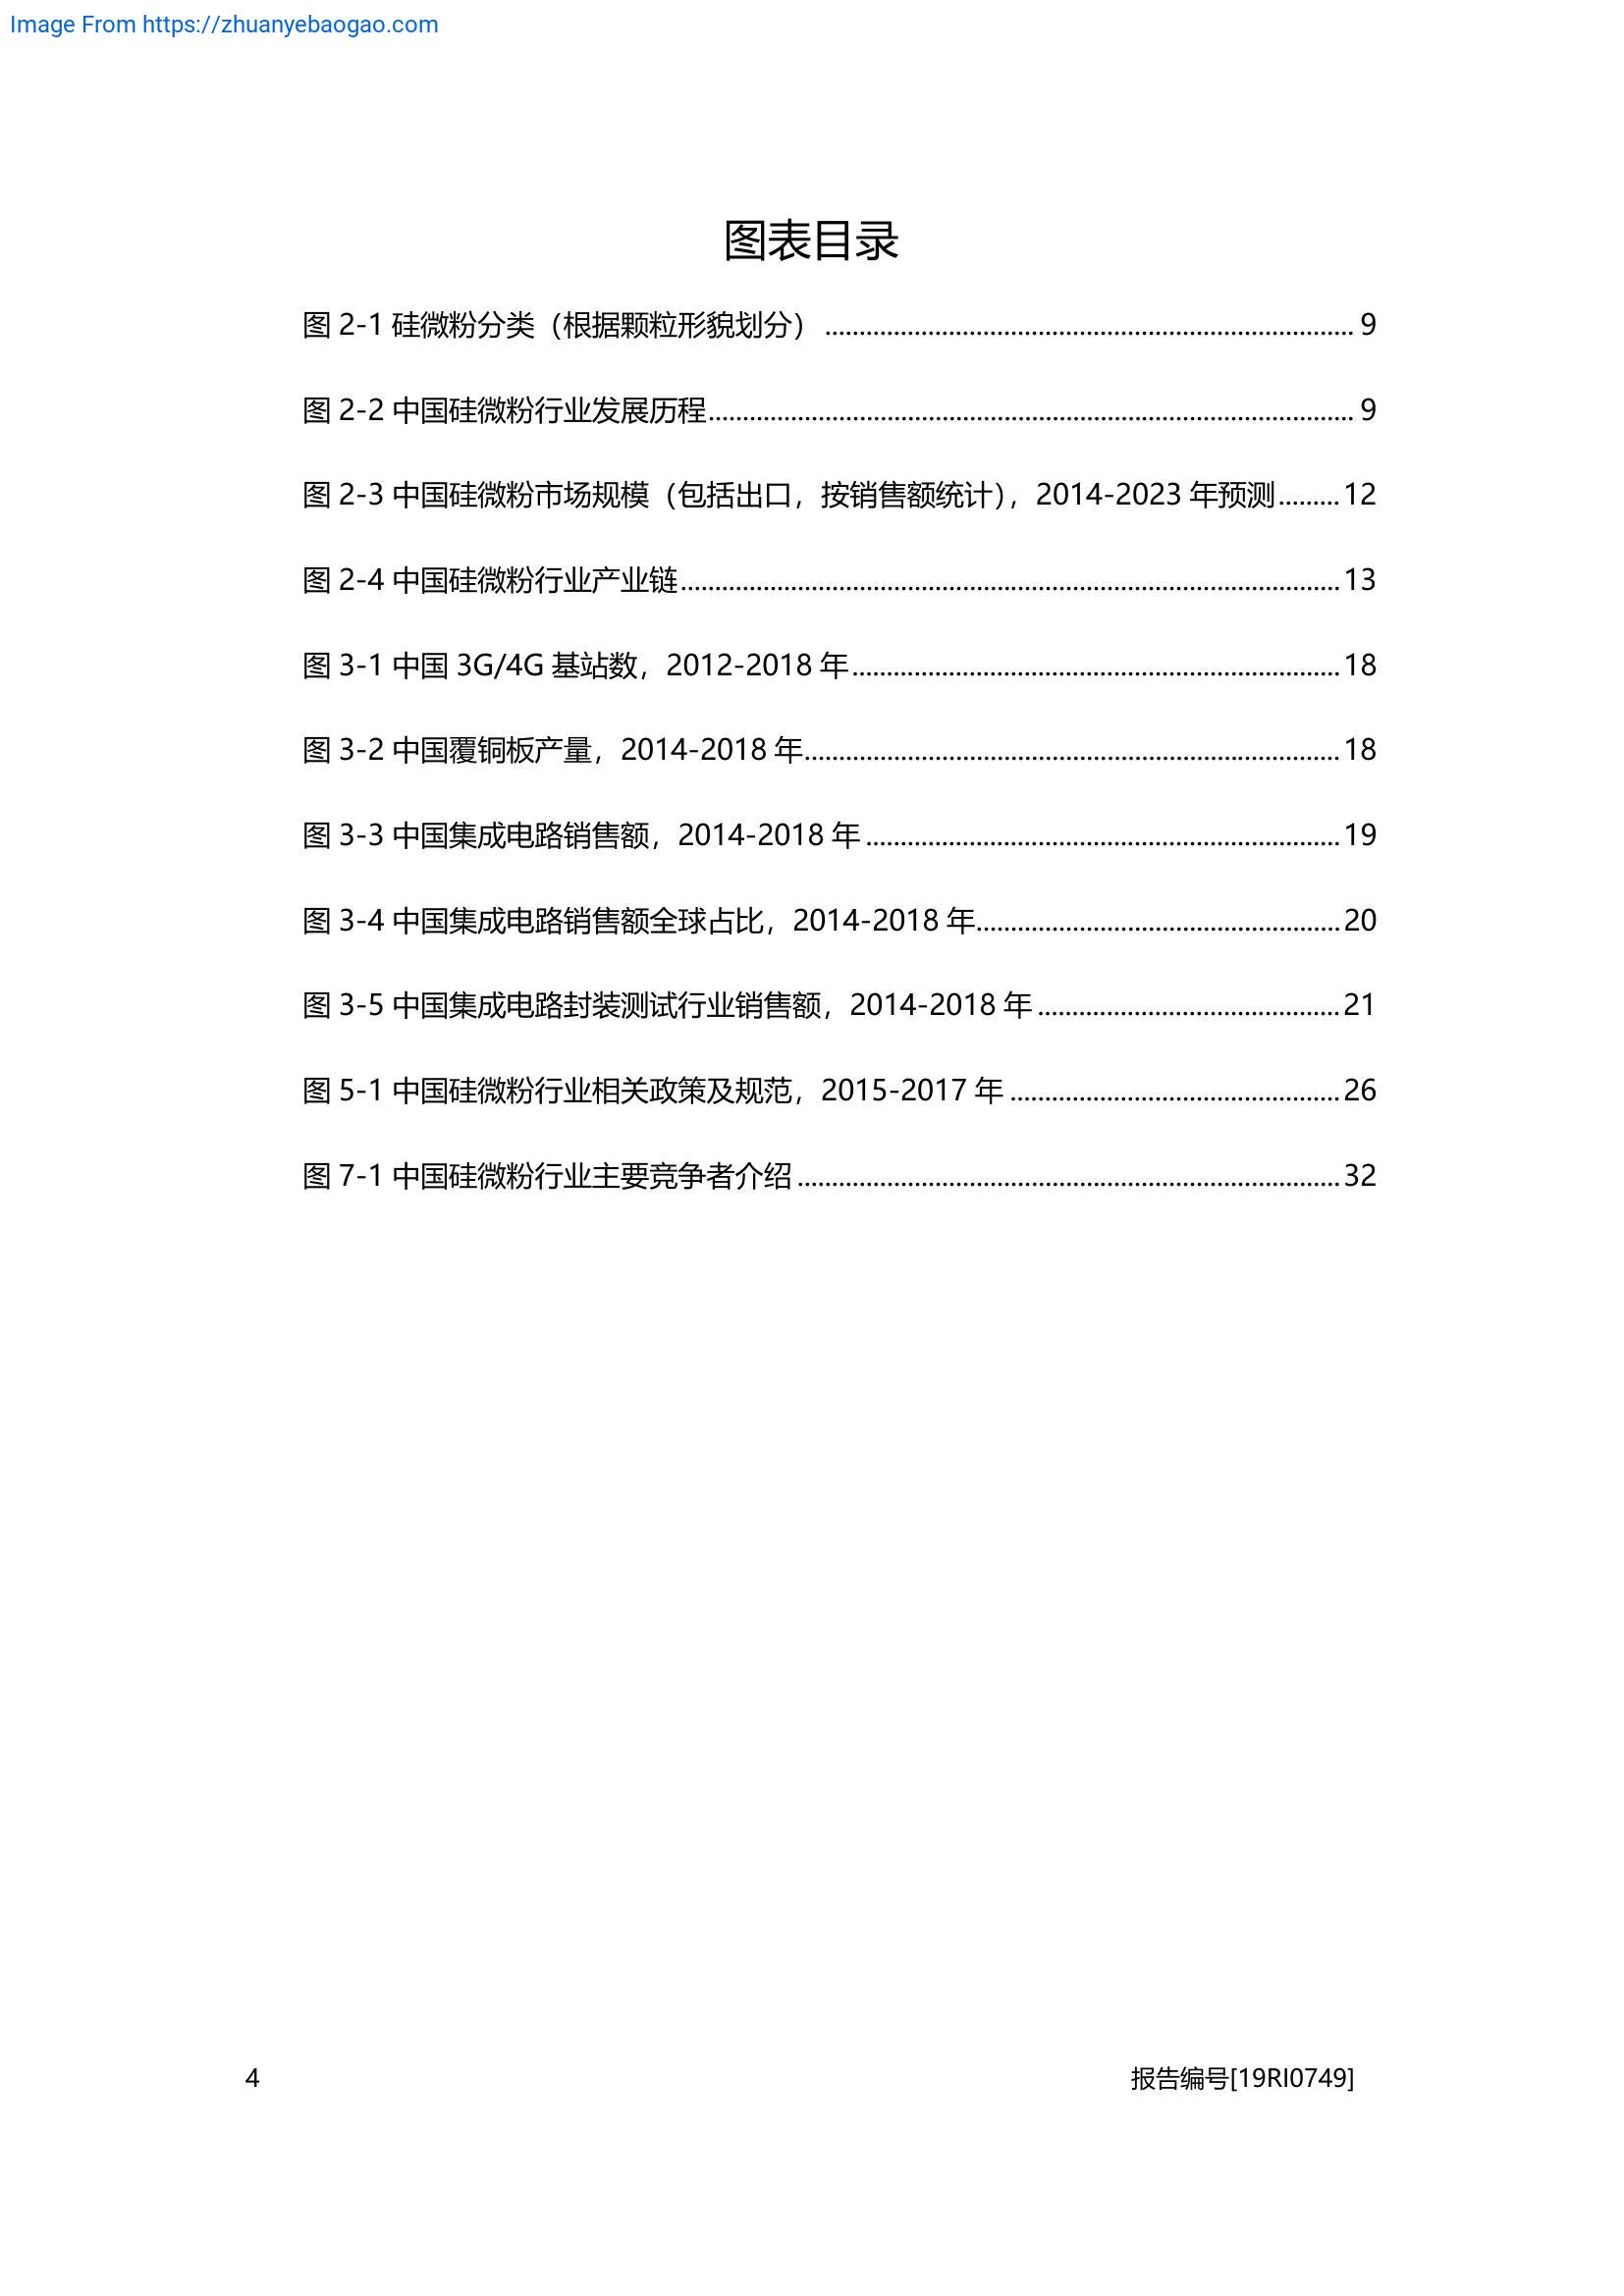 Image From https://zhuanyebaogao.com
图表目录
图 2-1 硅微粉分类（根据颗粒形貌划分） ........................................................................ 9
图 2-2 中国硅微粉行业发展历程........................................................................................ 9
图 2-3 中国硅微粉市场规模（包括出口，按销售额统计），2014-2023 年预测......... 12
图 2-4 中国硅微粉行业产业链.......................................................................................... 13
图 3-1 中国 3G/4G 基站数，2012-2018 年.................................................................. 18
图 3-2 中国覆铜板产量，2014-2018 年......................................................................... 18
图 3-3 中国集成电路销售额，2014-2018 年 ................................................................ 19
图 3-4 中国集成电路销售额全球占比，2014-2018 年.................................................. 20
图 3-5 中国集成电路封装测试行业销售额，2014-2018 年 ......................................... 21
图 5-1 中国硅微粉行业相关政策及规范，2015-2017 年 ............................................. 26
图 7-1 中国硅微粉行业主要竞争者介绍 .......................................................................... 32
4
报告编号[19RI0749]